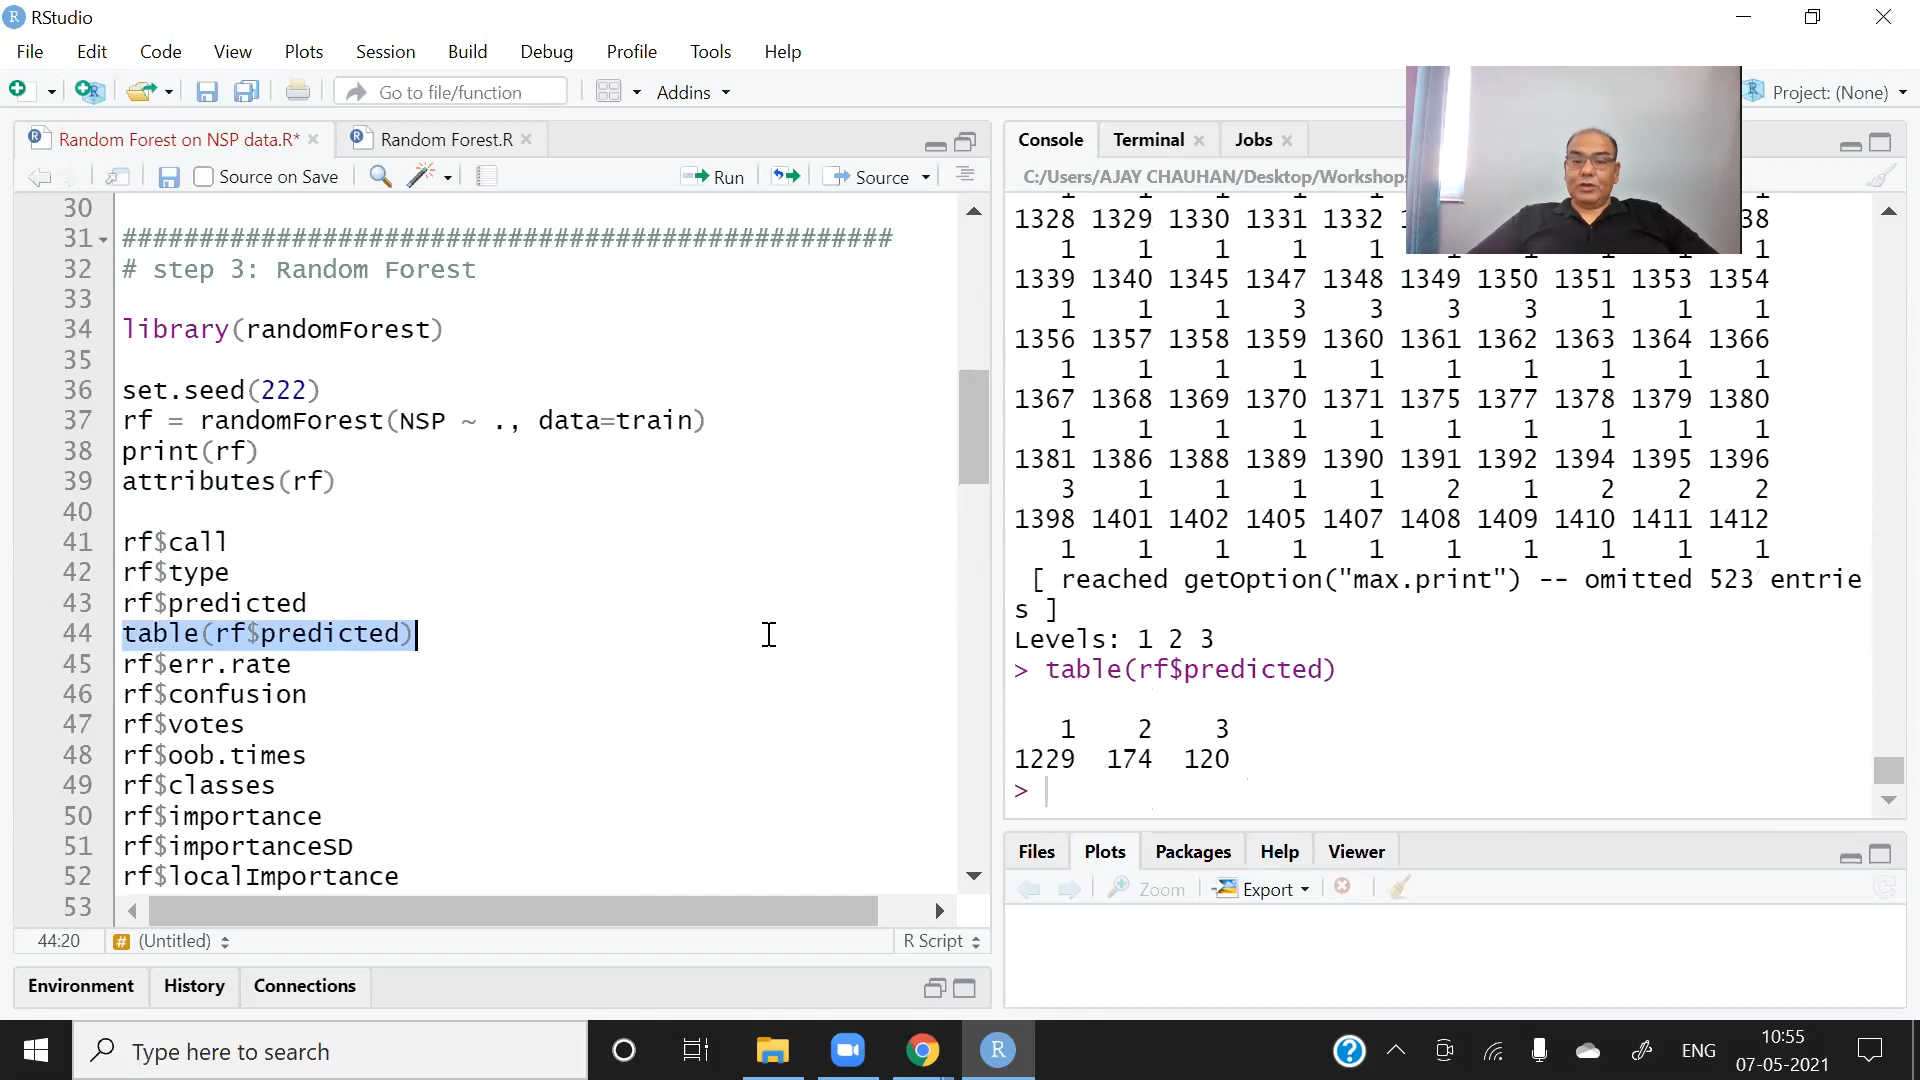 RStudio
File Edit Code View Plots Session Build Debug Profile Tools Help
Go to file/function Addins Project: (None)
Random Forest on NSP data.R* Random Forest.R
Source on Save Run Source
30
31 ##################################################
32 # step 3: Random Forest
33
34 library(randomForest)
35
36 set.seed(222)
37 rf = randomForest(NSP ~ ., data=train)
38 print(rf)
39 attributes(rf)
40
41 rf$call
42 rf$type
43 rf$predicted
44 table(rf$predicted)
45 rf$err.rate
46 rf$confusion
47 rf$votes
48 rf$oob.times
49 rf$classes
50 rf$importance
51 rf$importanceSD
52 rf$localImportance
53
44:20 (Untitled) R Script
Environment History Connections
Console Terminal Jobs
C:/Users/AJAY CHAUHAN/Desktop/Workshop
1328 1329 1330 1331 1332 38
1 1 1 1 1 1
1339 1340 1345 1347 1348 1349 1350 1351 1353 1354
1 1 1 3 3 3 3 1 1 1
1356 1357 1358 1359 1360 1361 1362 1363 1364 1366
1 1 1 1 1 1 1 1 1 1
1367 1368 1369 1370 1371 1375 1377 1378 1379 1380
1 1 1 1 1 1 1 1 1 1
1381 1386 1388 1389 1390 1391 1392 1394 1395 1396
3 1 1 1 1 2 1 2 2 2
1398 1401 1402 1405 1407 1408 1409 1410 1411 1412
1 1 1 1 1 1 1 1 1 1
[ reached getOption("max.print") -- omitted 523 entrie
s ]
Levels: 1 2 3
> table(rf$predicted)
1 2 3
1229 174 120
>
Files Plots Packages Help Viewer
Zoom Export
Type here to search
ENG
10:55
07-05-2021